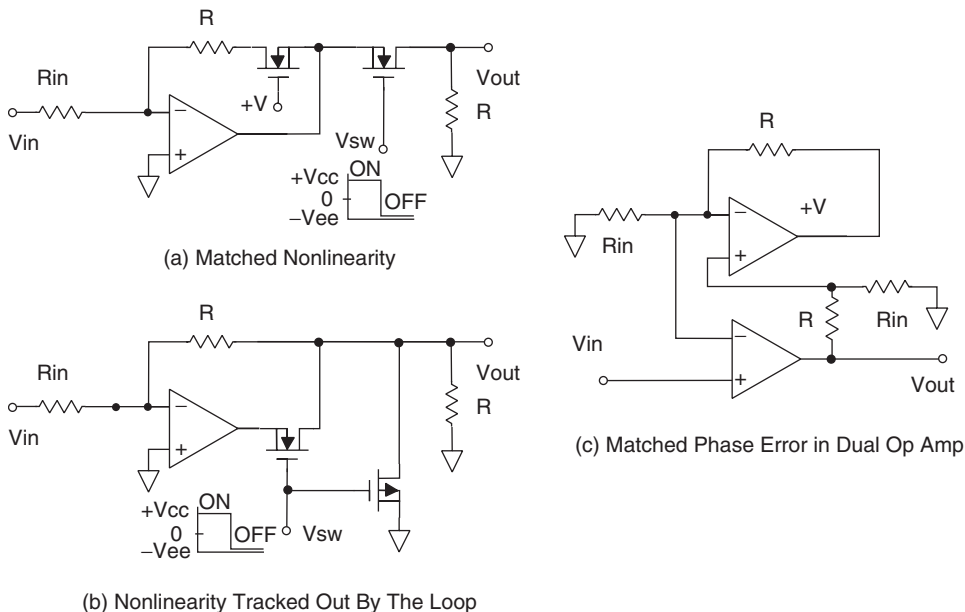 R
Rin
Vin
+V
Vsw
Vout
R
−
+
+Vcc
0
−Vee
ON
OFF
(a) Matched Nonlinearity
R
Rin
Vin
−
+
Vout
R
+Vcc
0
−Vee
ON
OFF
Vsw
(b) Nonlinearity Tracked Out By The Loop
R
+V
−
+
Rin
R
Rin
Vin
−
+
Vout
(c) Matched Phase Error in Dual Op Amp